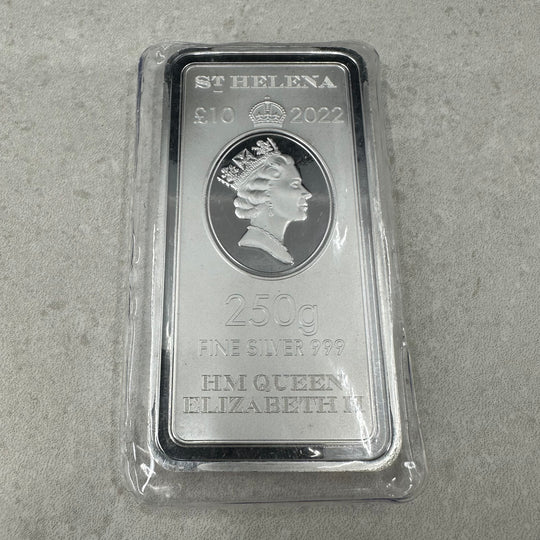 ST HELENA
£10 2022
250g
FINE SILVER 999
HM QUEEN
ELIZABETH II